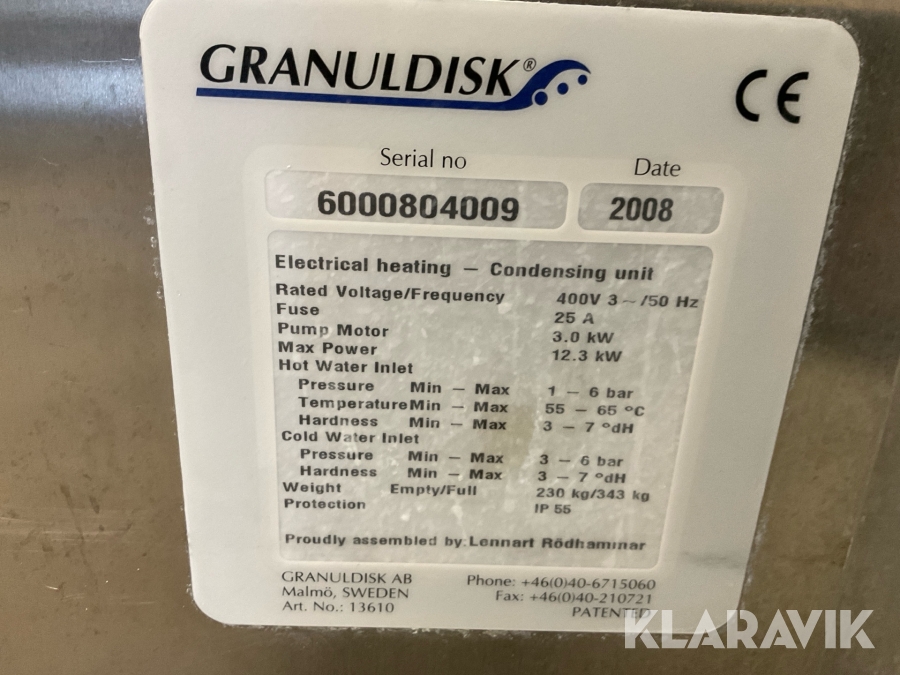 GRANULDISK®
CE
Serial no Date
6000804009 2008
Electrical heating – Condensing unit
Rated Voltage/Frequency 400V 3~/50 Hz
Fuse 25 A
Pump Motor 3.0 kW
Max Power 12.3 kW
Hot Water Inlet
Pressure Min – Max 1 – 6 bar
Temperature Min – Max 55 – 65 ºC
Hardness Min – Max 3 – 7 ºdH
Cold Water Inlet
Pressure Min – Max 3 – 6 bar
Hardness Min – Max 3 – 7 ºdH
Weight Empty/Full 230 kg/343 kg
Protection IP 55
Proudly assembled by: Lennart Rödhammar
GRANULDISK AB Phone: +46(0)40-6715060
Malmö, SWEDEN Fax: +46(0)40-210721
Art. No.: 13610 PATENTED
KLARAVIK